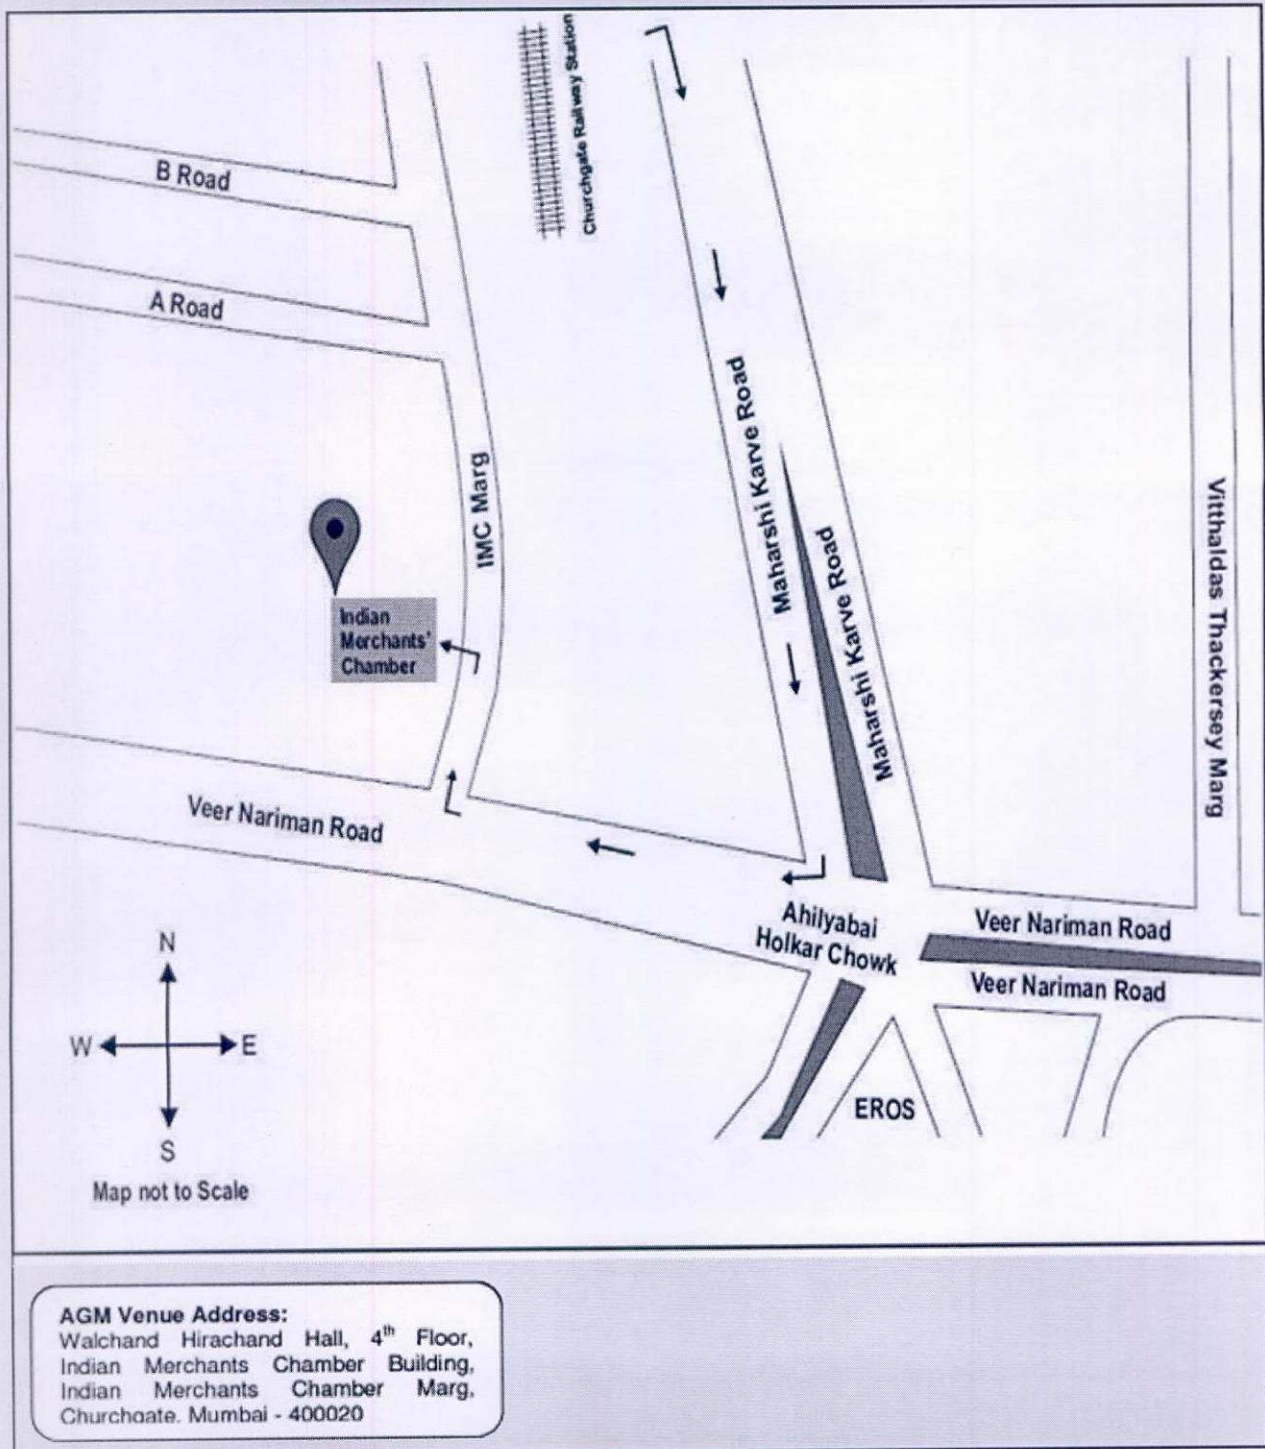 Churchgate Railway Station
B Road
A Road
IMC Marg
Maharshi Karve Road
Maharshi Karve Road
Vitthaldas Thackersey Marg
Indian
Merchants'
Chamber
Veer Nariman Road
Ahilyabai
Holkar Chowk
Veer Nariman Road
Veer Nariman Road
EROS
N
W E
S
Map not to Scale
AGM Venue Address:
Walchand Hirachand Hall, 4th Floor,
Indian Merchants Chamber Building,
Indian Merchants Chamber Marg,
Churchgate. Mumbai - 400020